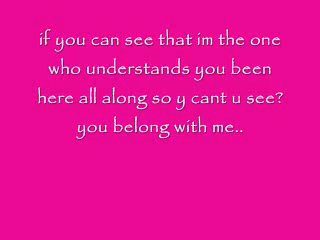 if you can see that im the one
who understands you been
here all along so y cant u see?
you belong with me..